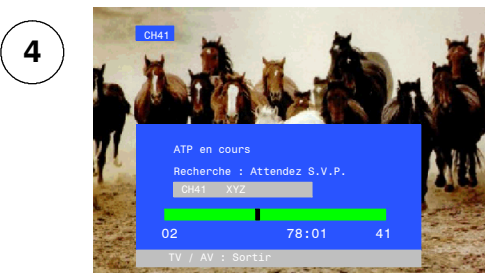 4
CH41
ATP en cours
Recherche : Attendez S.V.P.
CH41 XYZ
02 78:01 41
TV / AV : Sortir